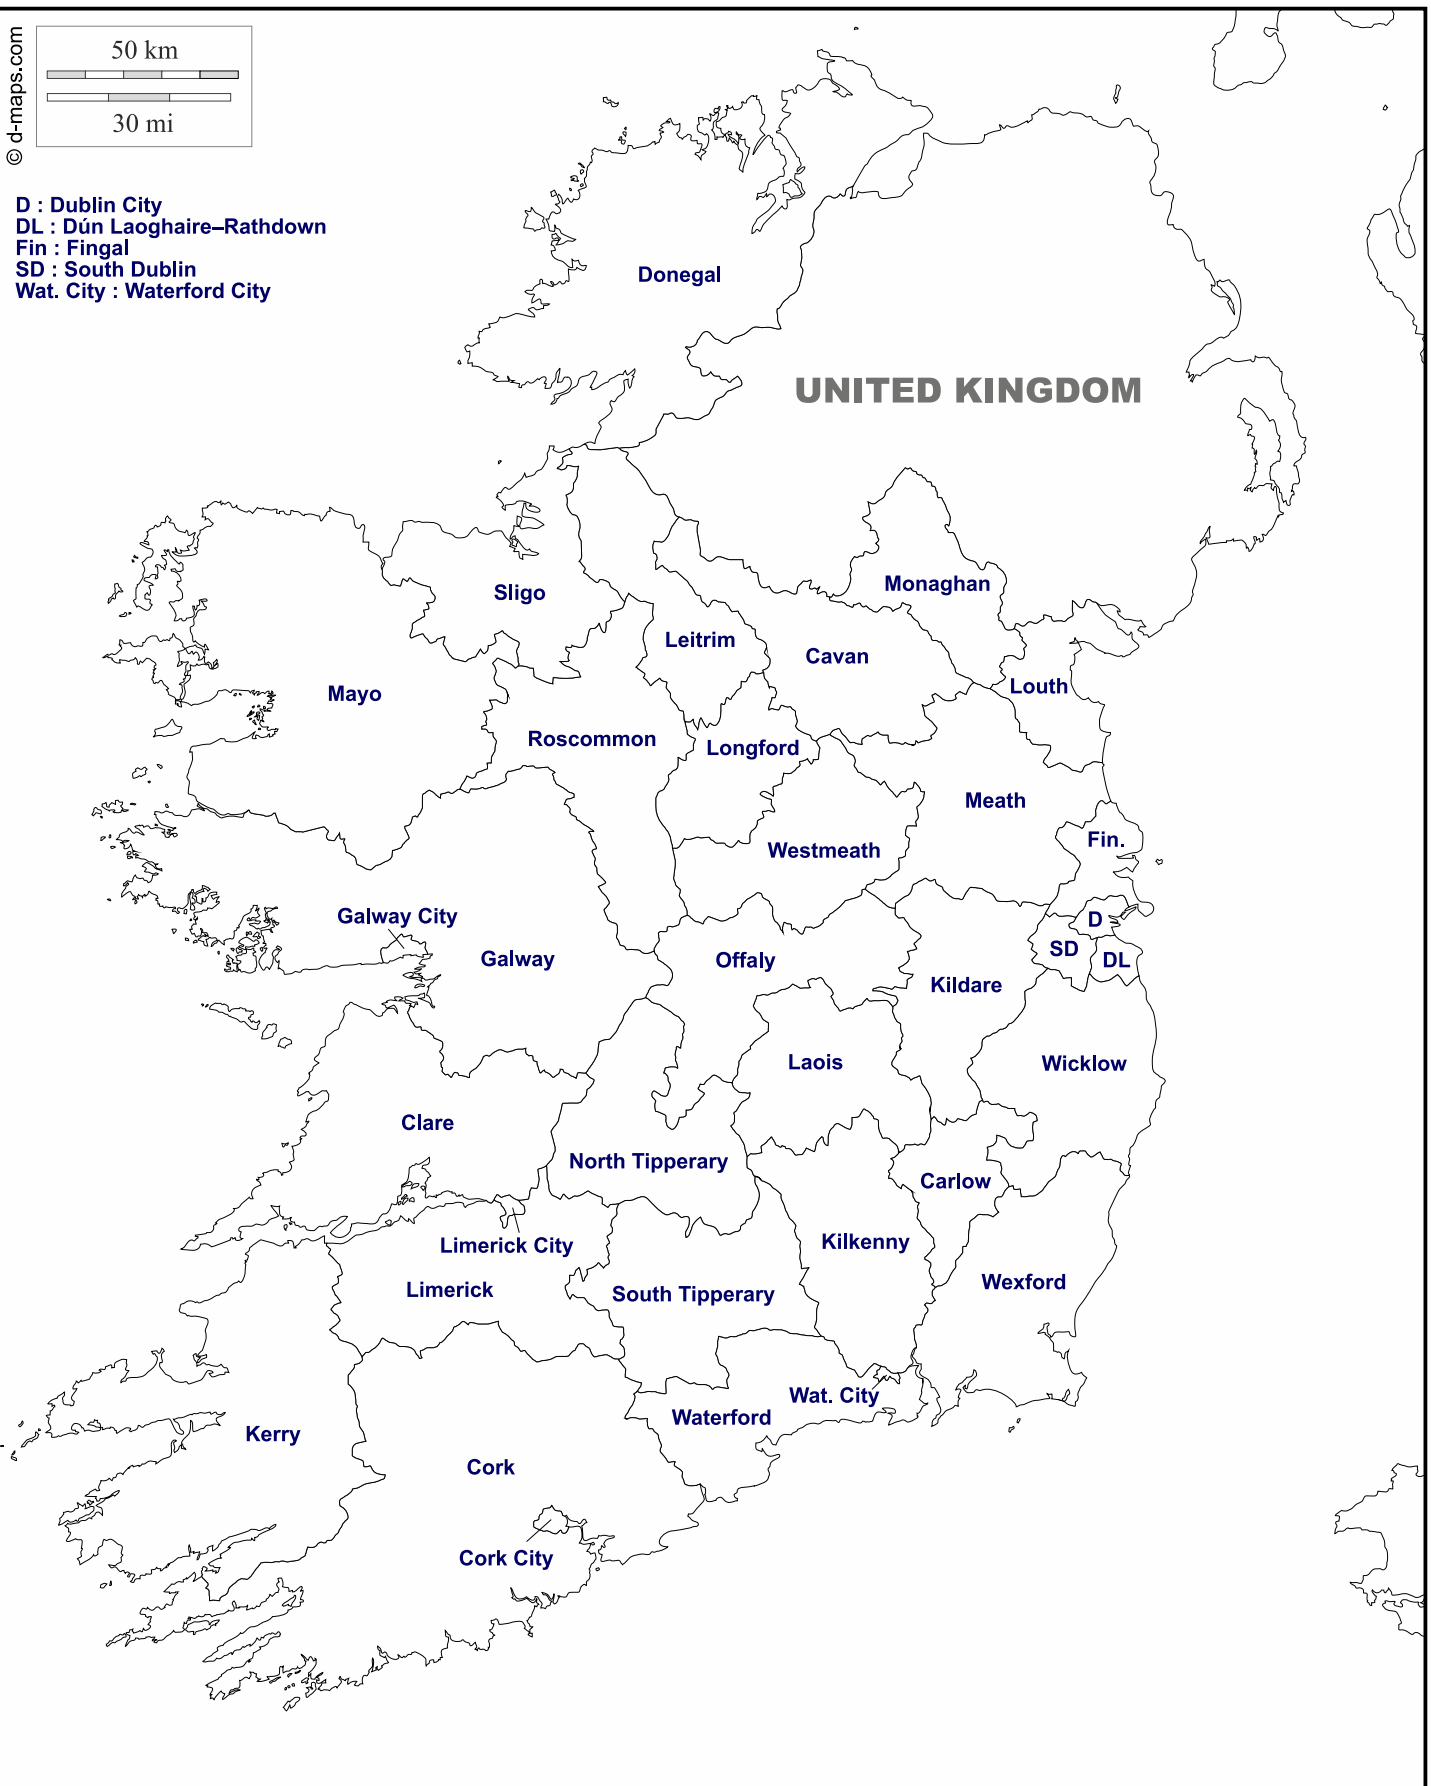 © d-maps.com
50 km
30 mi
D : Dublin City
DL : Dún Laoghaire–Rathdown
Fin : Fingal
SD : South Dublin
Wat. City : Waterford City
Donegal
UNITED KINGDOM
Monaghan
Sligo
Leitrim
Cavan
Louth
Mayo
Roscommon
Longford
Meath
Fin.
Westmeath
Galway City
D
SD
DL
Galway
Offaly
Kildare
Laois
Wicklow
Clare
North Tipperary
Carlow
Limerick City
Kilkenny
Limerick
South Tipperary
Wexford
Wat. City
Waterford
Kerry
Cork
Cork City